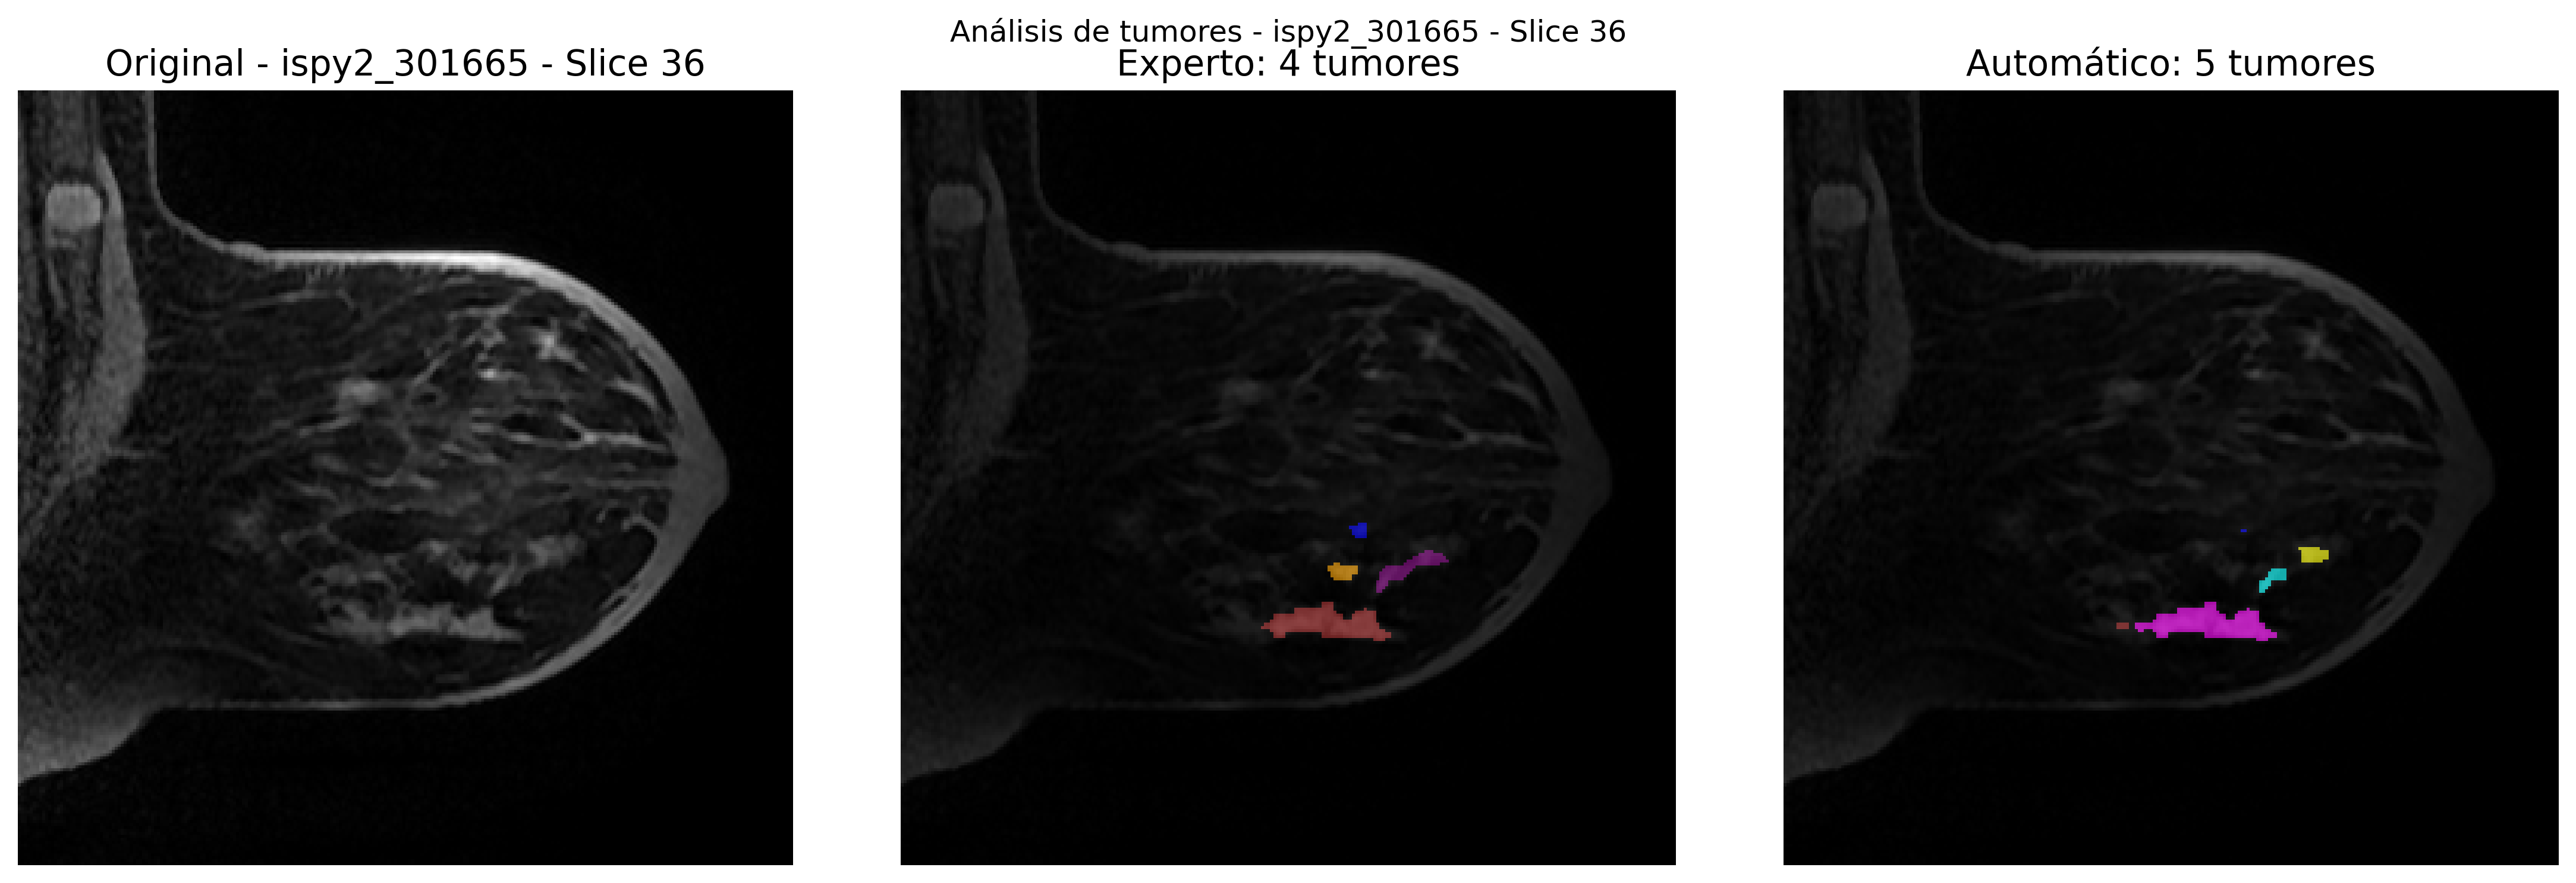 Análisis de tumores - ispy2_301665 - Slice 36
Original - ispy2_301665 - Slice 36
Experto: 4 tumores
Automático: 5 tumores